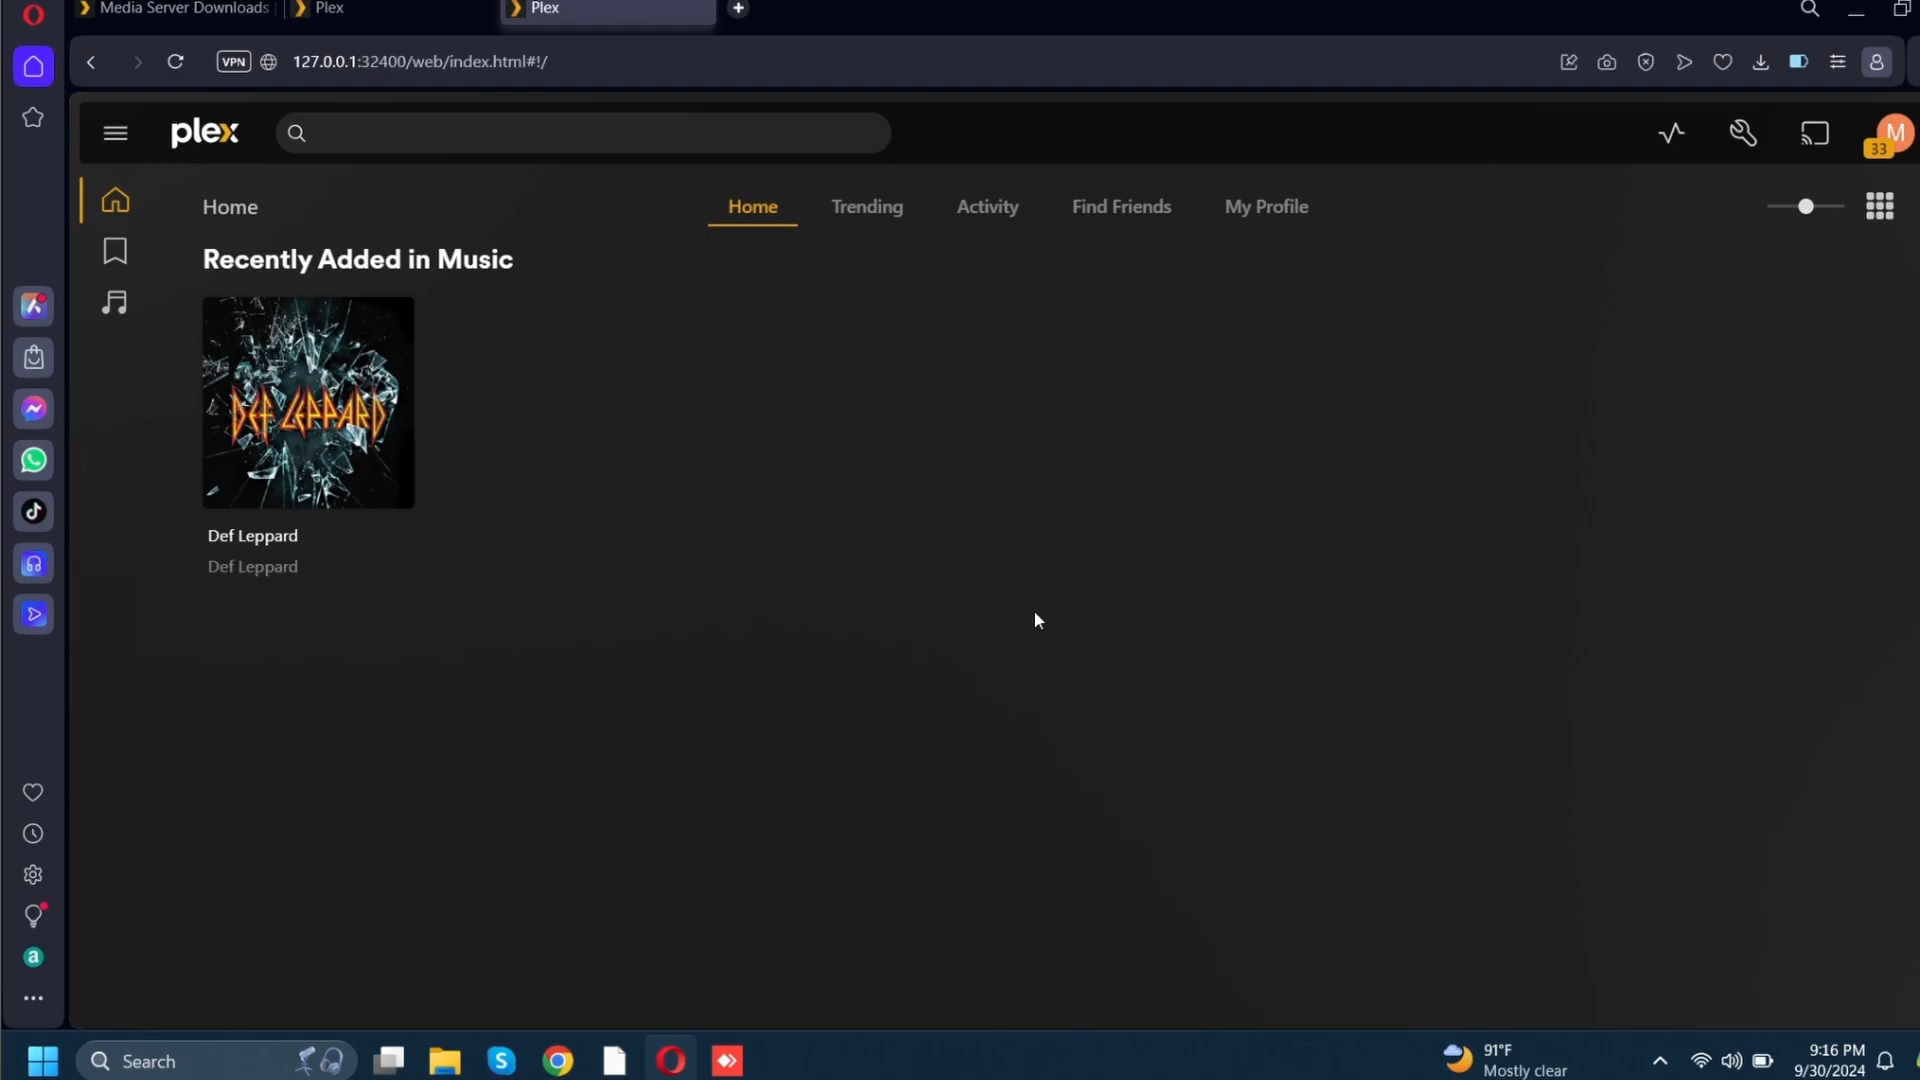 Media Server Downloads
Plex
Plex
VPN
127.0.0.1:32400/web/index.html#!/
plex
M
33
Home
Home
Trending
Activity
Find Friends
My Profile
Recently Added in Music
DEF LEPPARD
Def Leppard
Def Leppard
a
Search
S
91°F
Mostly clear
9:16 PM
9/30/2024